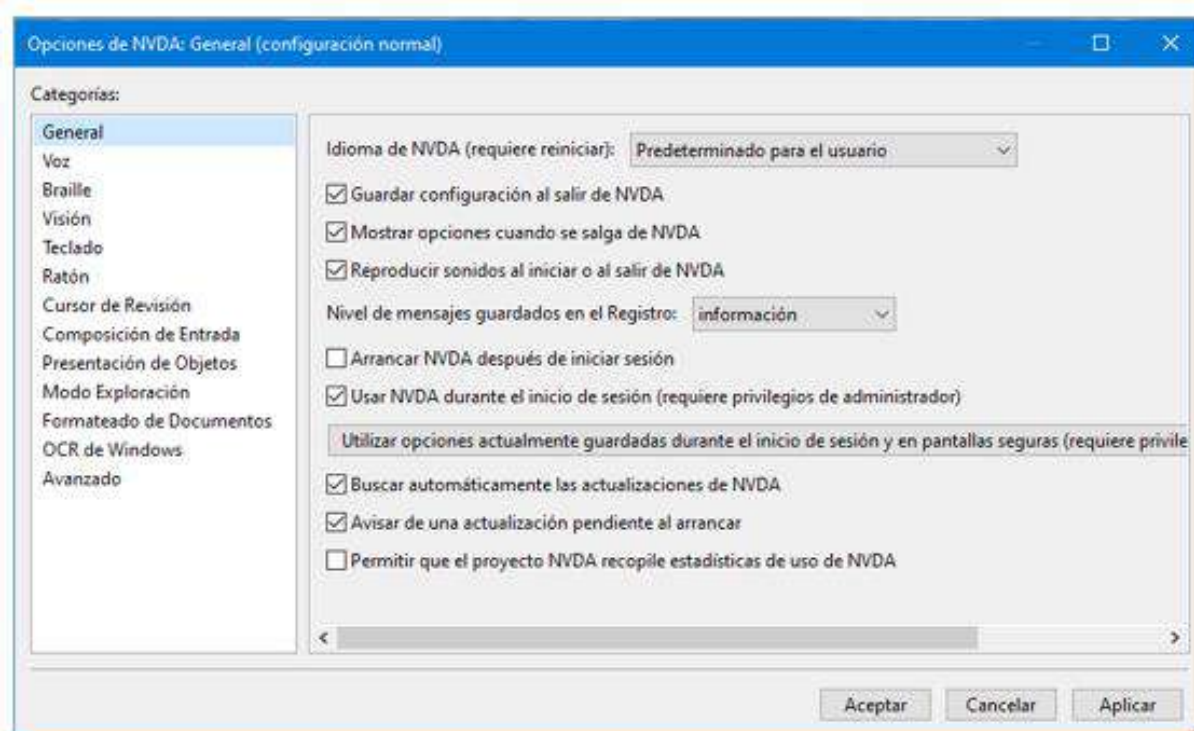 Opciones de NVDA: General (configuración normal)
Categorías:
General
Voz
Braille
Visión
Teclado
Ratón
Cursor de Revisión
Composición de Entrada
Presentación de Objetos
Modo Exploración
Formateado de Documentos
OCR de Windows
Avanzado
Idioma de NVDA (requiere reiniciar): Predeterminado para el usuario
Guardar configuración al salir de NVDA
Mostrar opciones cuando se salga de NVDA
Reproducir sonidos al iniciar o al salir de NVDA
Nivel de mensajes guardados en el Registro: información
Arrancar NVDA después de iniciar sesión
Usar NVDA durante el inicio de sesión (requiere privilegios de administrador)
Utilizar opciones actualmente guardadas durante el inicio de sesión y en pantallas seguras (requiere privile
Buscar automáticamente las actualizaciones de NVDA
Avisar de una actualización pendiente al arrancar
Permitir que el proyecto NVDA recopile estadísticas de uso de NVDA
Aceptar Cancelar Aplicar